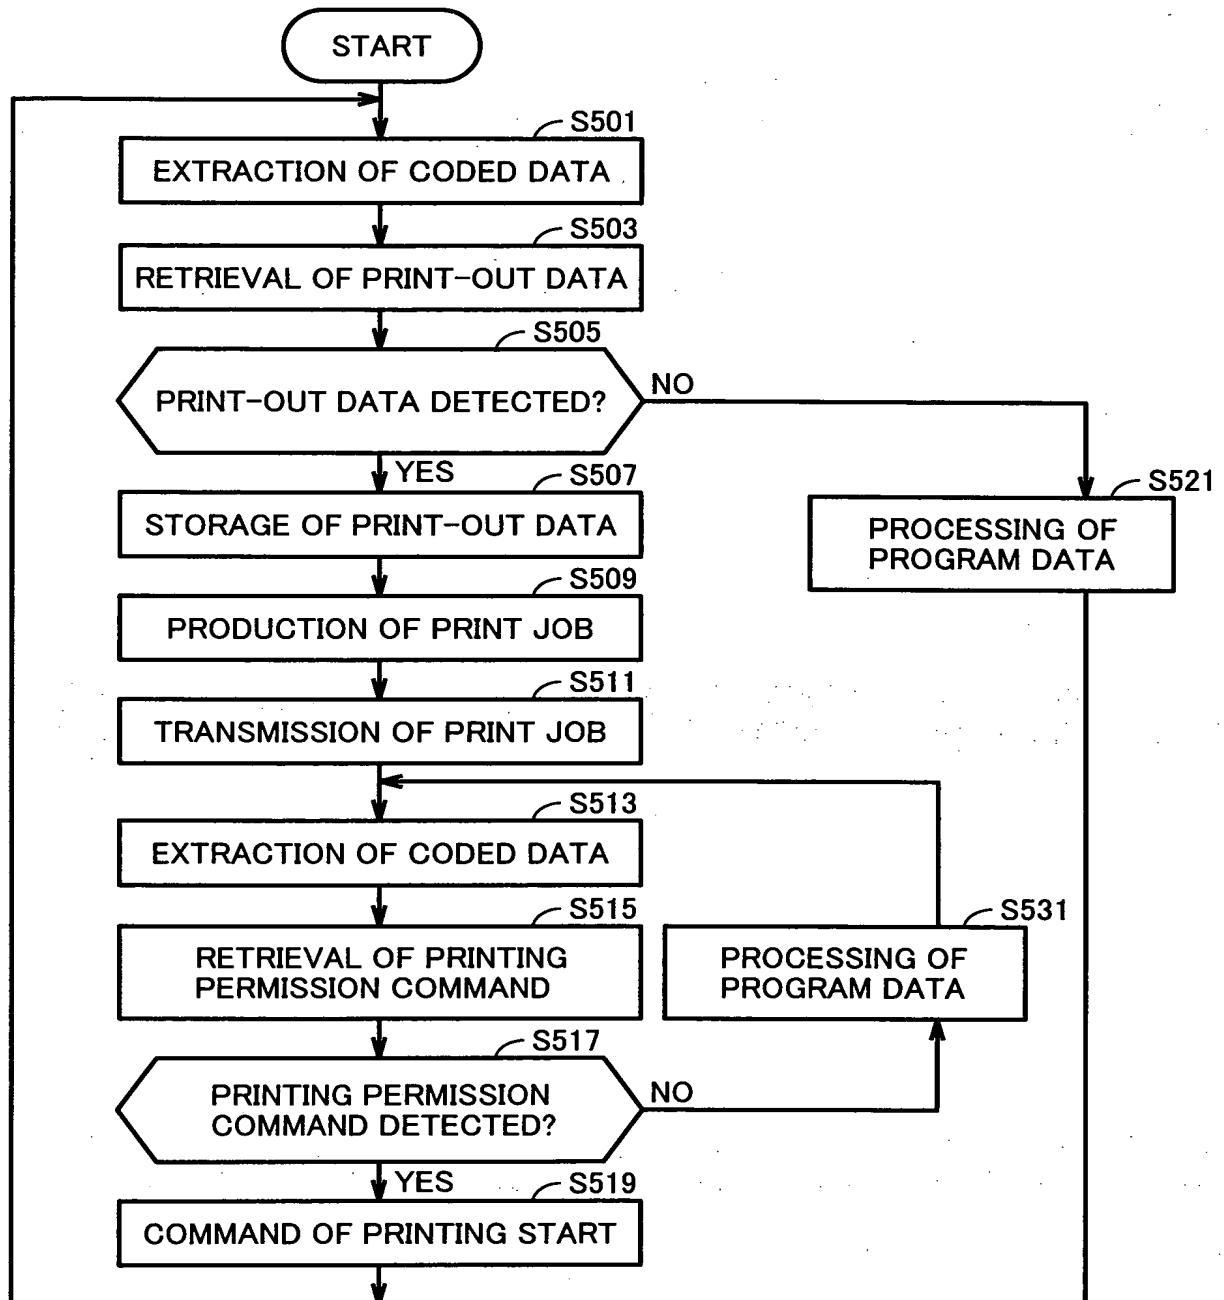 START
S501
EXTRACTION OF CODED DATA
S503
RETRIEVAL OF PRINT-OUT DATA
S505
PRINT-OUT DATA DETECTED?
NO
YES
S507
STORAGE OF PRINT-OUT DATA
S521
PROCESSING OF
PROGRAM DATA
S509
PRODUCTION OF PRINT JOB
S511
TRANSMISSION OF PRINT JOB
S513
EXTRACTION OF CODED DATA
S515
RETRIEVAL OF PRINTING
PERMISSION COMMAND
S531
PROCESSING OF
PROGRAM DATA
S517
PRINTING PERMISSION
COMMAND DETECTED?
NO
YES
S519
COMMAND OF PRINTING START